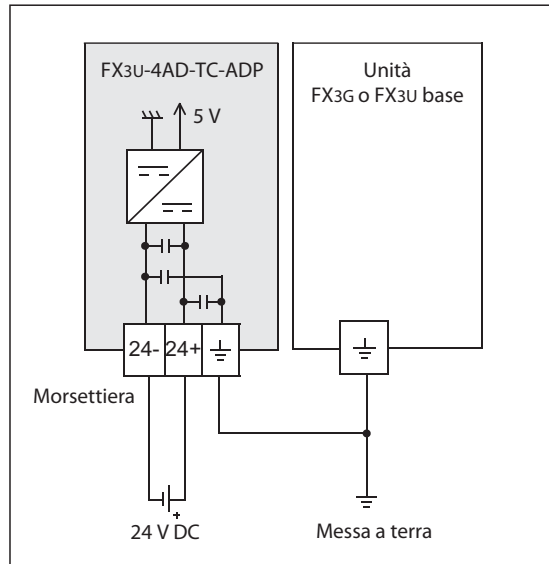 FX3U-4AD-TC-ADP
Unità
FX3G o FX3U base
5 V
24- 24+
Morsettiera
+
24 V DC
Messa a terra